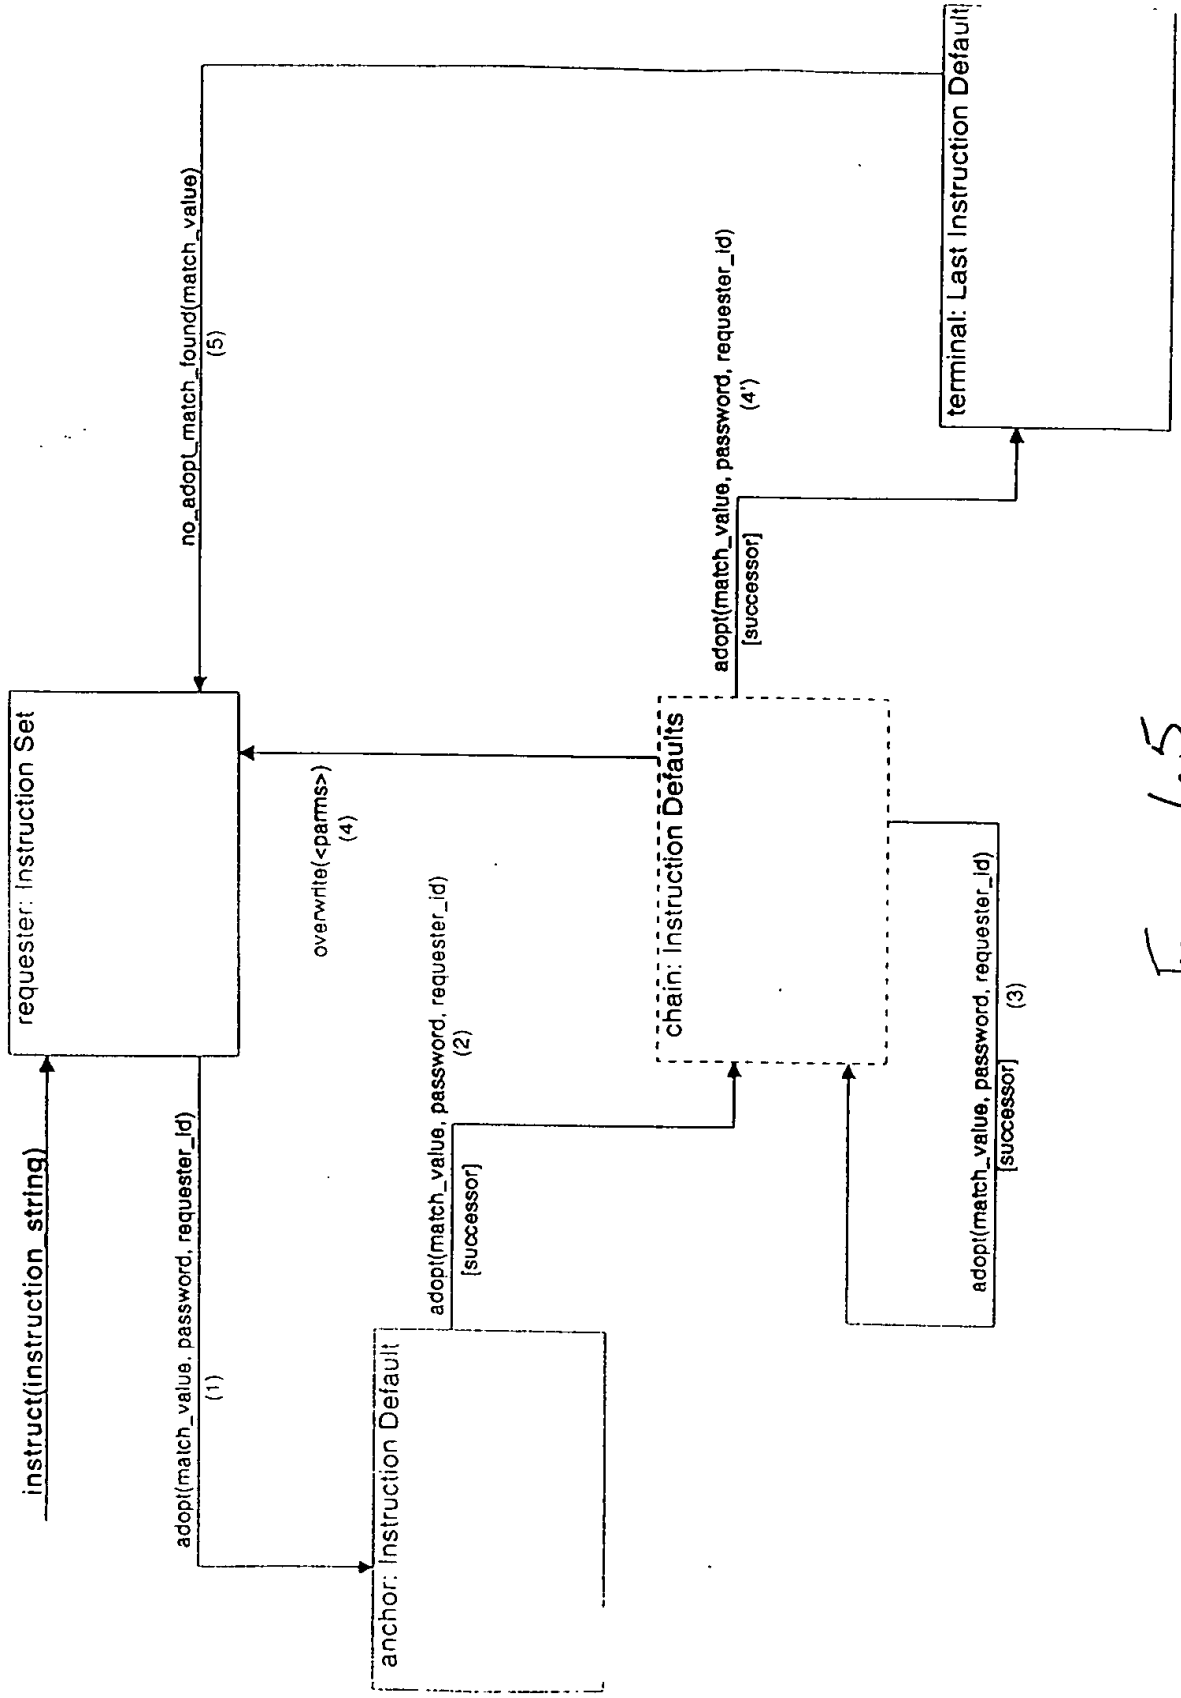 instruct(instruction_string)
requester: Instruction Set
adopt(match_value, password, requester_id)
(1)
no_adopt_match_found(match_value)
(5)
overwrite(<parms>)
(4)
anchor: Instruction Default
adopt(match_value, password, requester_id)
(2)
[successor]
chain: Instruction Defaults
adopt(match_value, password, requester_id)
(4')
[successor]
terminal: Last Instruction Default
adopt(match_value, password, requester_id)
(3)
[successor]